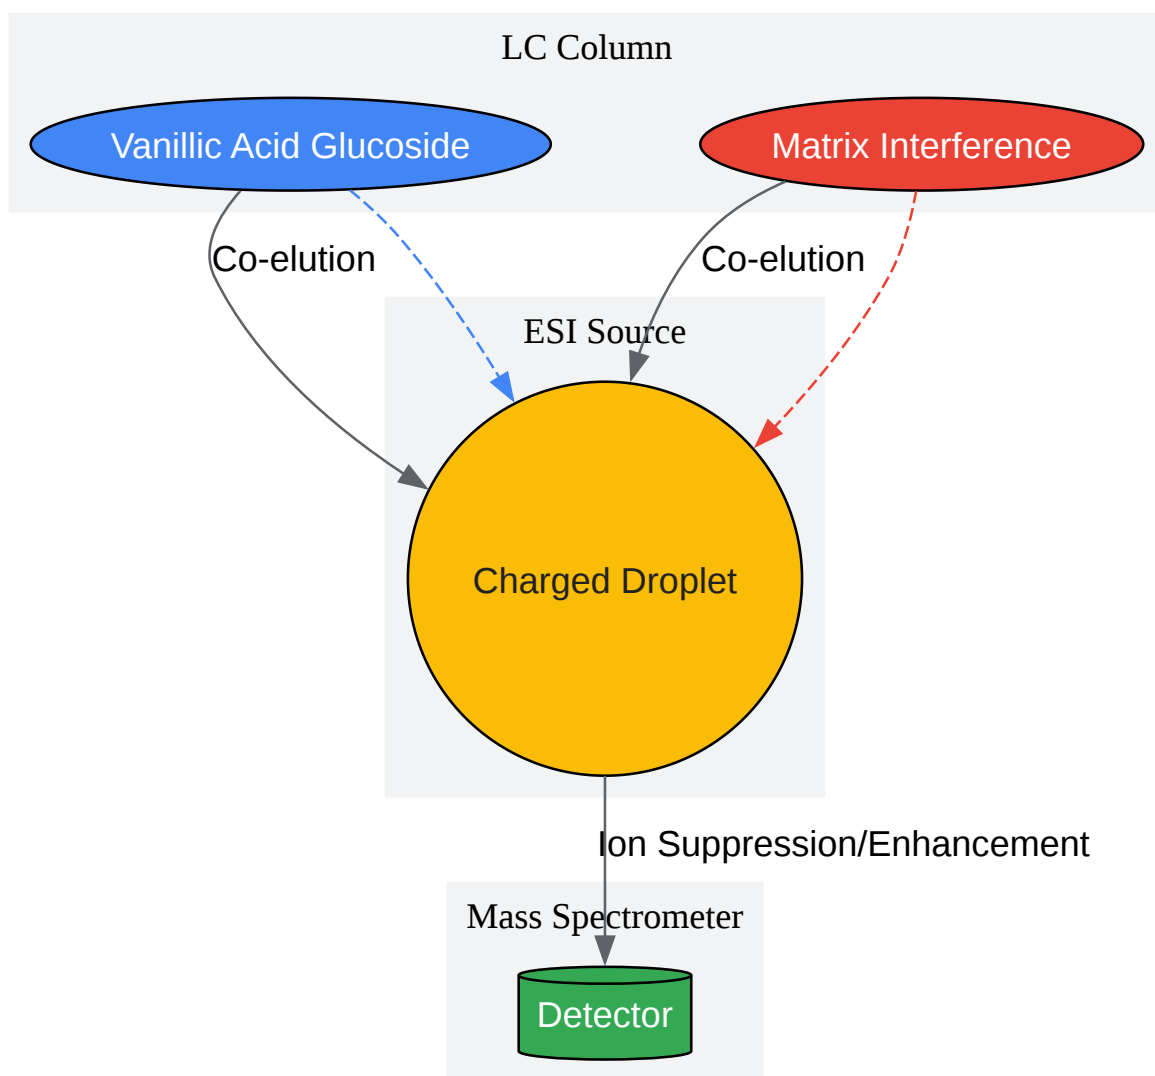 LC Column
Vanillic Acid Glucoside
Matrix Interference
Co-elution
Co-elution
ESI Source
Charged Droplet
Ion Suppression/Enhancement
Mass Spectrometer
Detector